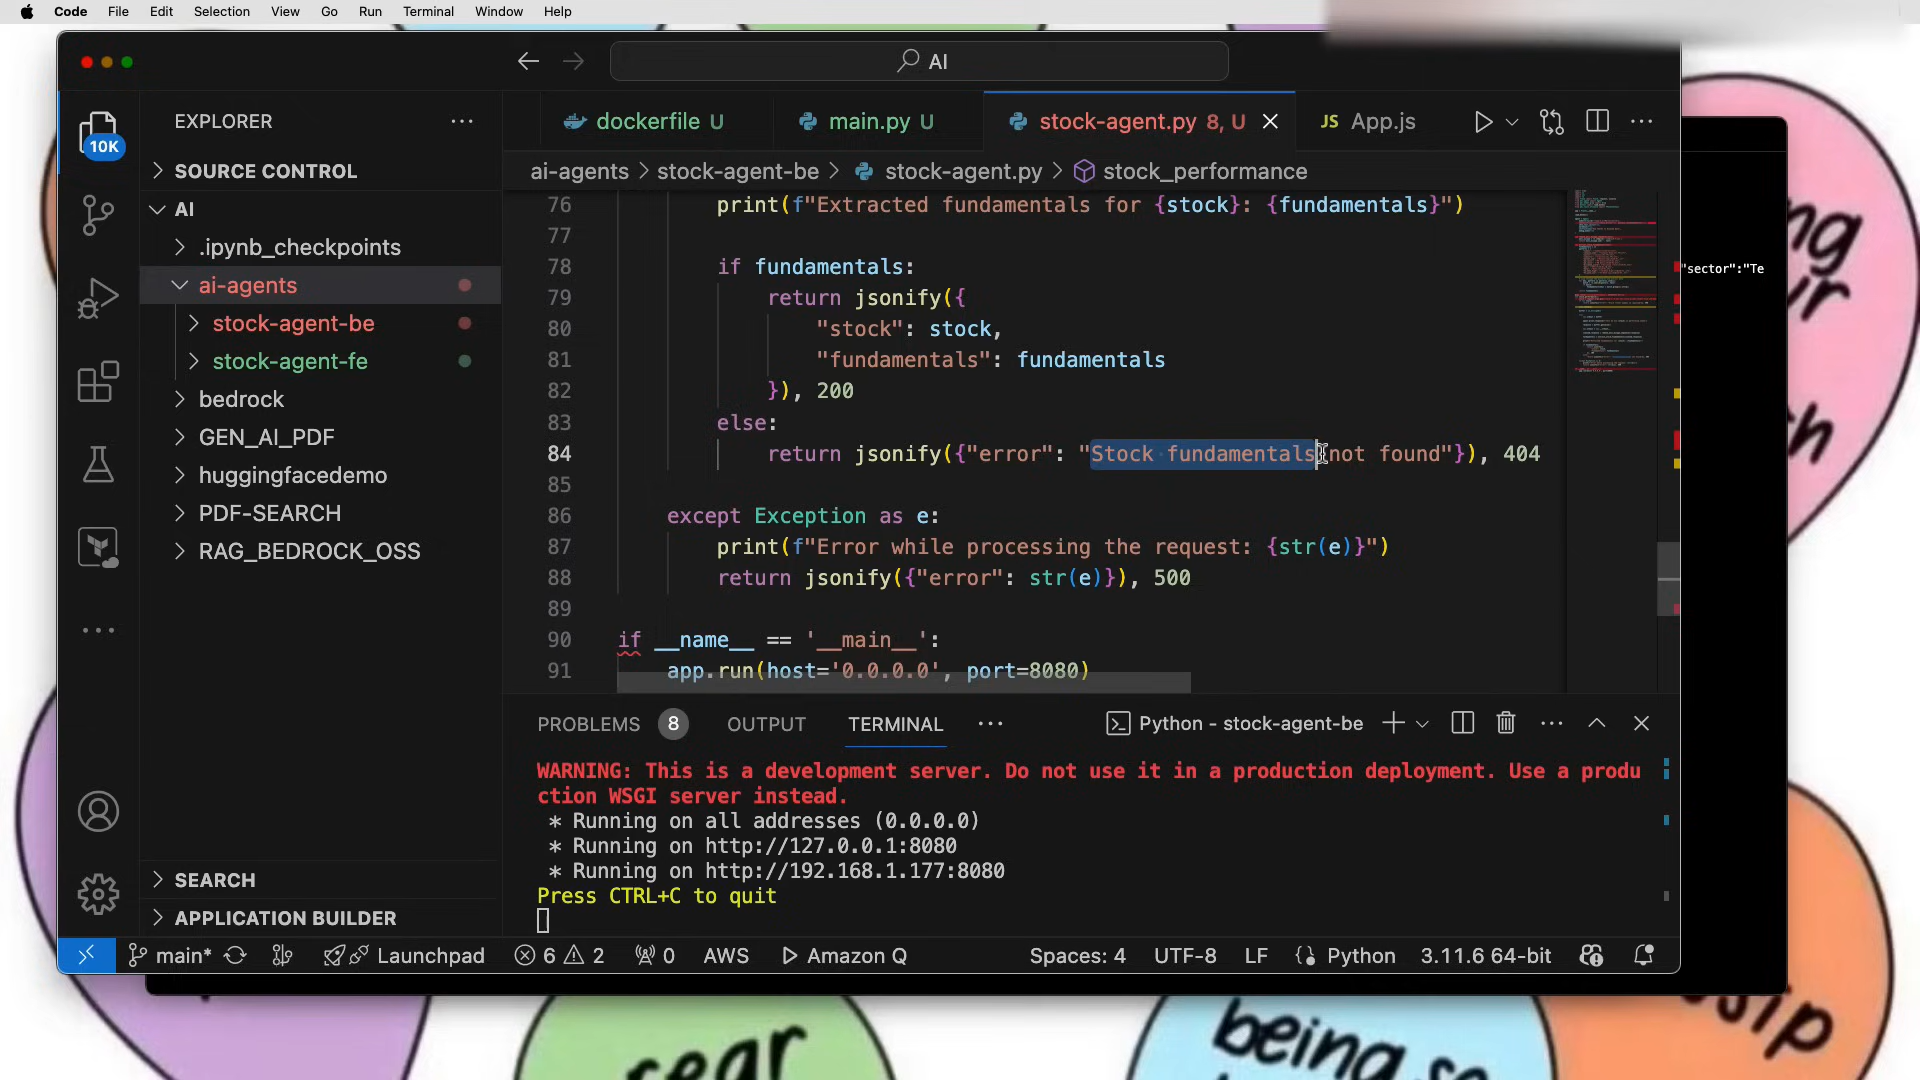 Code File Edit Selection View Go Run Terminal Window Help
AI
EXPLORER
10K
SOURCE CONTROL
AI
.ipynb_checkpoints
ai-agents
stock-agent-be
stock-agent-fe
bedrock
GEN_AI_PDF
huggingfacedemo
PDF-SEARCH
RAG_BEDROCK_OSS
SEARCH
APPLICATION BUILDER
dockerfile U
main.py U
stock-agent.py 8, U
JS App.js
ai-agents > stock-agent-be > stock-agent.py > stock_performance
76 print(f"Extracted fundamentals for {stock}: {fundamentals}")
77
78 if fundamentals:
79 return jsonify({
80 "stock": stock,
81 "fundamentals": fundamentals
82 }), 200
83 else:
84 return jsonify({"error": "Stock fundamentals not found"}), 404
85
86 except Exception as e:
87 print(f"Error while processing the request: {str(e)}")
88 return jsonify({"error": str(e)}), 500
89
90 if __name__ == '__main__':
91 app.run(host='0.0.0.0', port=8080)
"sector":"Te
PROBLEMS 8 OUTPUT TERMINAL
Python - stock-agent-be
WARNING: This is a development server. Do not use it in a production deployment. Use a produ
ction WSGI server instead.
* Running on all addresses (0.0.0.0)
* Running on http://127.0.0.1:8080
* Running on http://192.168.1.177:8080
Press CTRL+C to quit
main* Launchpad 6 2 0 AWS Amazon Q Spaces: 4 UTF-8 LF Python 3.11.6 64-bit
being so